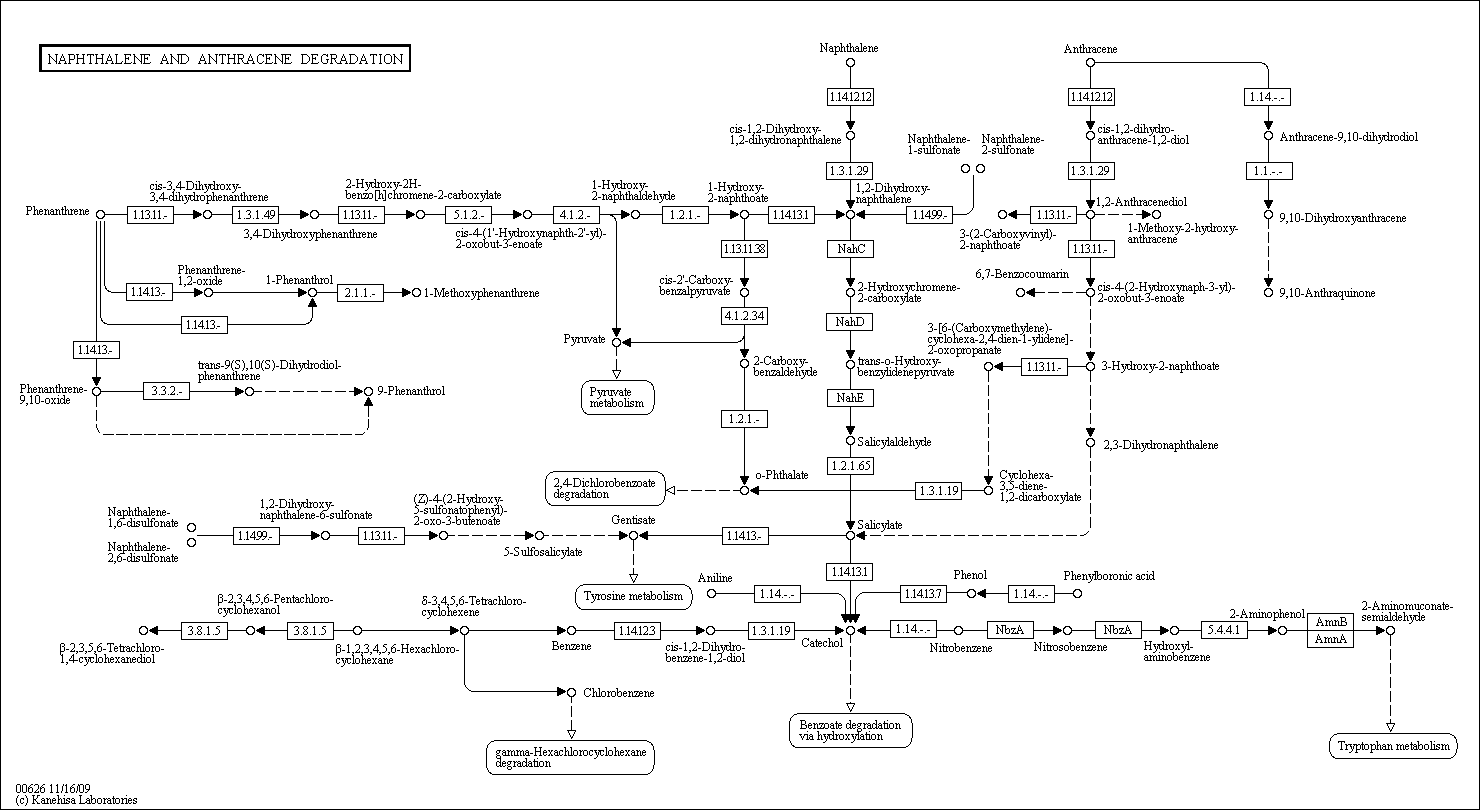 NAPHTHALENE AND ANTHRACENE DEGRADATION
Naphthalene
Anthracene
1.14.12.12
1.14.12.12
1.14.-.-
cis-1,2-Dihydroxy-
1,2-dihydronaphthalene
Naphthalene-
1-sulfonate
Naphthalene-
2-sulfonate
cis-1,2-dihydro-
anthracene-1,2-diol
Anthracene-9,10-dihydrodiol
1.3.1.29
1.3.1.29
1.1.-.-
cis-3,4-Dihydroxy-
3,4-dihydrophenanthrene
2-Hydroxy-2H-
benzo[h]chromene-2-carboxylate
1-Hydroxy-
2-naphthaldehyde
1-Hydroxy-
2-naphthoate
1,2-Dihydroxy-
naphthalene
1,2-Anthracenediol
Phenanthrene
1.13.11.-
1.3.1.49
1.13.11.-
5.1.2.-
4.1.2.-
1.2.1.-
1.14.13.1
1.14.99.-
1.13.11.-
9,10-Dihydroxyanthracene
3,4-Dihydroxyphenanthrene
cis-4-(1'-Hydroxynaphth-2'-yl)-
2-oxobut-3-enoate
3-(2-Carboxyvinyl)-
2-naphthoate
1-Methoxy-2-hydroxy-
anthracene
1.13.11.38
NahC
1.13.11.-
Phenanthrene-
1,2-oxide
1-Phenanthrol
cis-2'-Carboxy-
benzalpyruvate
2-Hydroxychromene-
2-carboxylate
6,7-Benzocoumarin
cis-4-(2-Hydroxynaph-3-yl)-
2-oxobut-3-enoate
9,10-Anthraquinone
1.14.13.-
2.1.1.-
1-Methoxyphenanthrene
1.14.13.-
4.1.2.34
NahD
1.14.13.-
Pyruvate
3-[6-(Carboxymethylene)-
cyclohexa-2,4-dien-1-ylidene]-
2-oxopropanate
trans-9(S),10(S)-Dihydrodiol-
phenanthrene
2-Carboxy-
benzaldehyde
trans-o-Hydroxy-
benzylidenepyruvate
1.13.11.-
3-Hydroxy-2-naphthoate
Phenanthrene-
9,10-oxide
3.3.2.-
9-Phenanthrol
Pyruvate
metabolism
NahE
1.2.1.-
Salicylaldehyde
2,3-Dihydronaphthalene
1.2.1.65
2,4-Dichlorobenzoate
degradation
o-Phthalate
1.3.1.19
Cyclohexa-
3,5-diene-
1,2-dicarboxylate
Naphthalene-
1,6-disulfonate
Naphthalene-
2,6-disulfonate
1,2-Dihydroxy-
naphthalene-6-sulfonate
(Z)-4-(2-Hydroxy-
5-sulfonatophenyl)-
2-oxo-3-butenoate
Gentisate
Salicylate
1.14.99.-
1.13.11.-
5-Sulfosalicylate
1.14.13.-
1.14.13.1
Tyrosine metabolism
Aniline
1.14.-.-
1.14.13.7
Phenol
1.14.-.-
Phenylboronic acid
β-2,3,4,5,6-Pentachloro-
cyclohexanol
δ-3,4,5,6-Tetrachloro-
cyclohexene
2-Aminophenol
2-Aminomuconate-
semialdehyde
3.8.1.5
3.8.1.5
1.14.12.3
1.3.1.19
1.14.-.-
NbzA
NbzA
5.4.4.1
AmnB
AmnA
β-2,3,5,6-Tetrachloro-
1,4-cyclohexanediol
β-1,2,3,4,5,6-Hexachloro-
cyclohexane
Benzene
cis-1,2-Dihydro-
benzene-1,2-diol
Catechol
Nitrobenzene
Nitrosobenzene
Hydroxyl-
aminobenzene
Chlorobenzene
gamma-Hexachlorocyclohexane
degradation
Benzoate degradation
via hydroxylation
Tryptophan metabolism
00626 11/16/09
(c) Kanehisa Laboratories